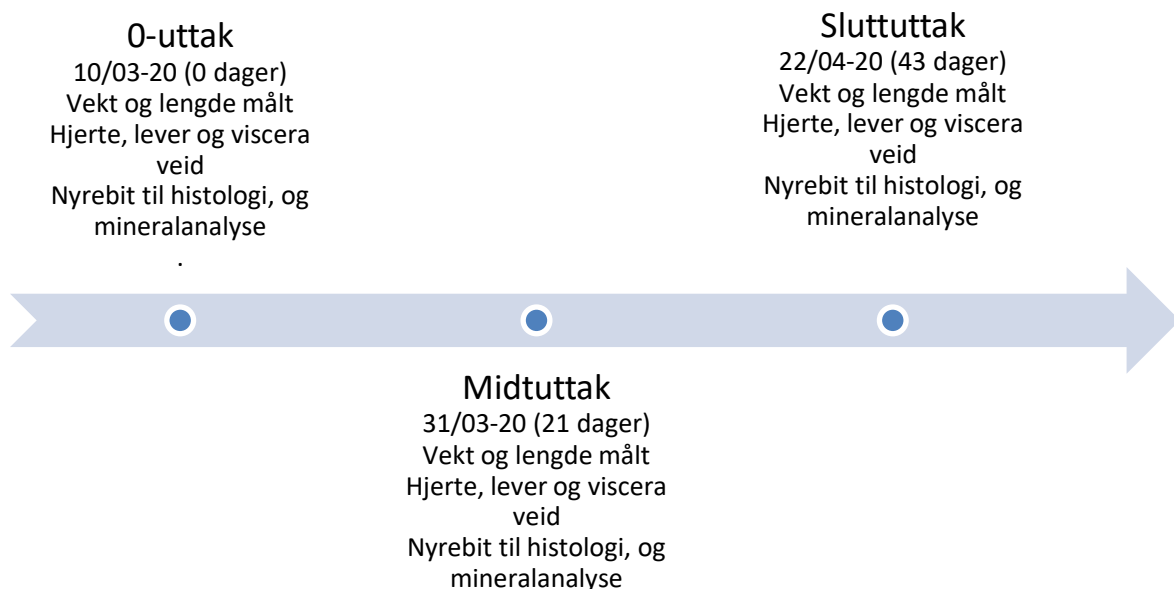 0-uttak
10/03-20 (0 dager)
Vekt og lengde målt
Hjerte, lever og viscera
veid
Nyrebit til histologi, og
mineralanalyse
.
Midtuttak
31/03-20 (21 dager)
Vekt og lengde målt
Hjerte, lever og viscera
veid
Nyrebit til histologi, og
mineralanalyse
Sluttuttak
22/04-20 (43 dager)
Vekt og lengde målt
Hjerte, lever og viscera
veid
Nyrebit til histologi, og
mineralanalyse